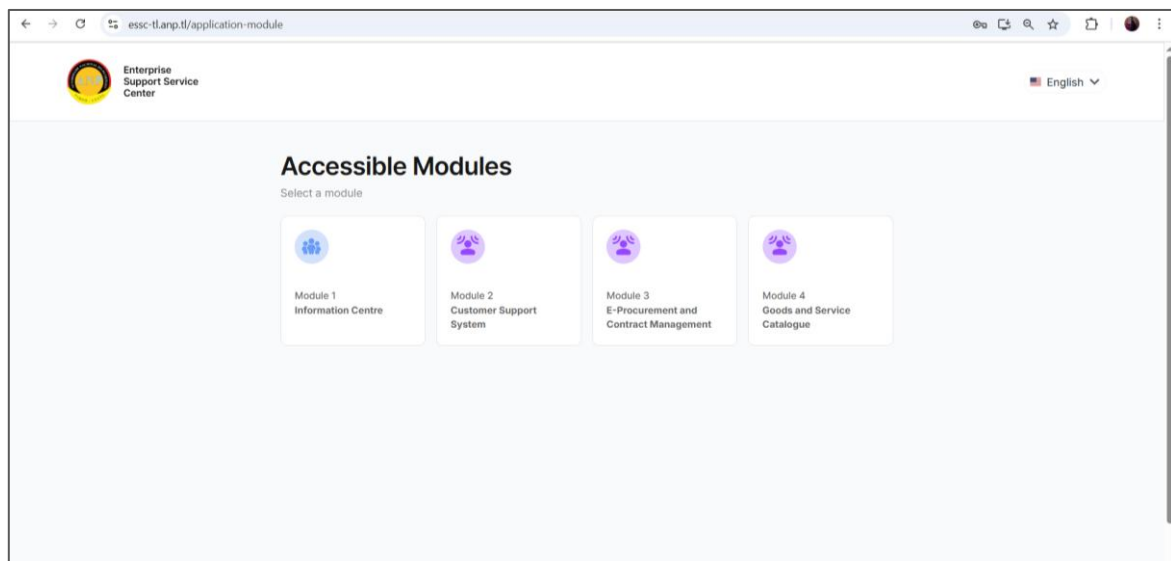 essc-tl.anp.tl/application-module
Enterprise
Support Service
Center
English
Accessible Modules
Select a module
Module 1
Information Centre
Module 2
Customer Support
System
Module 3
E-Procurement and
Contract Management
Module 4
Goods and Service
Catalogue